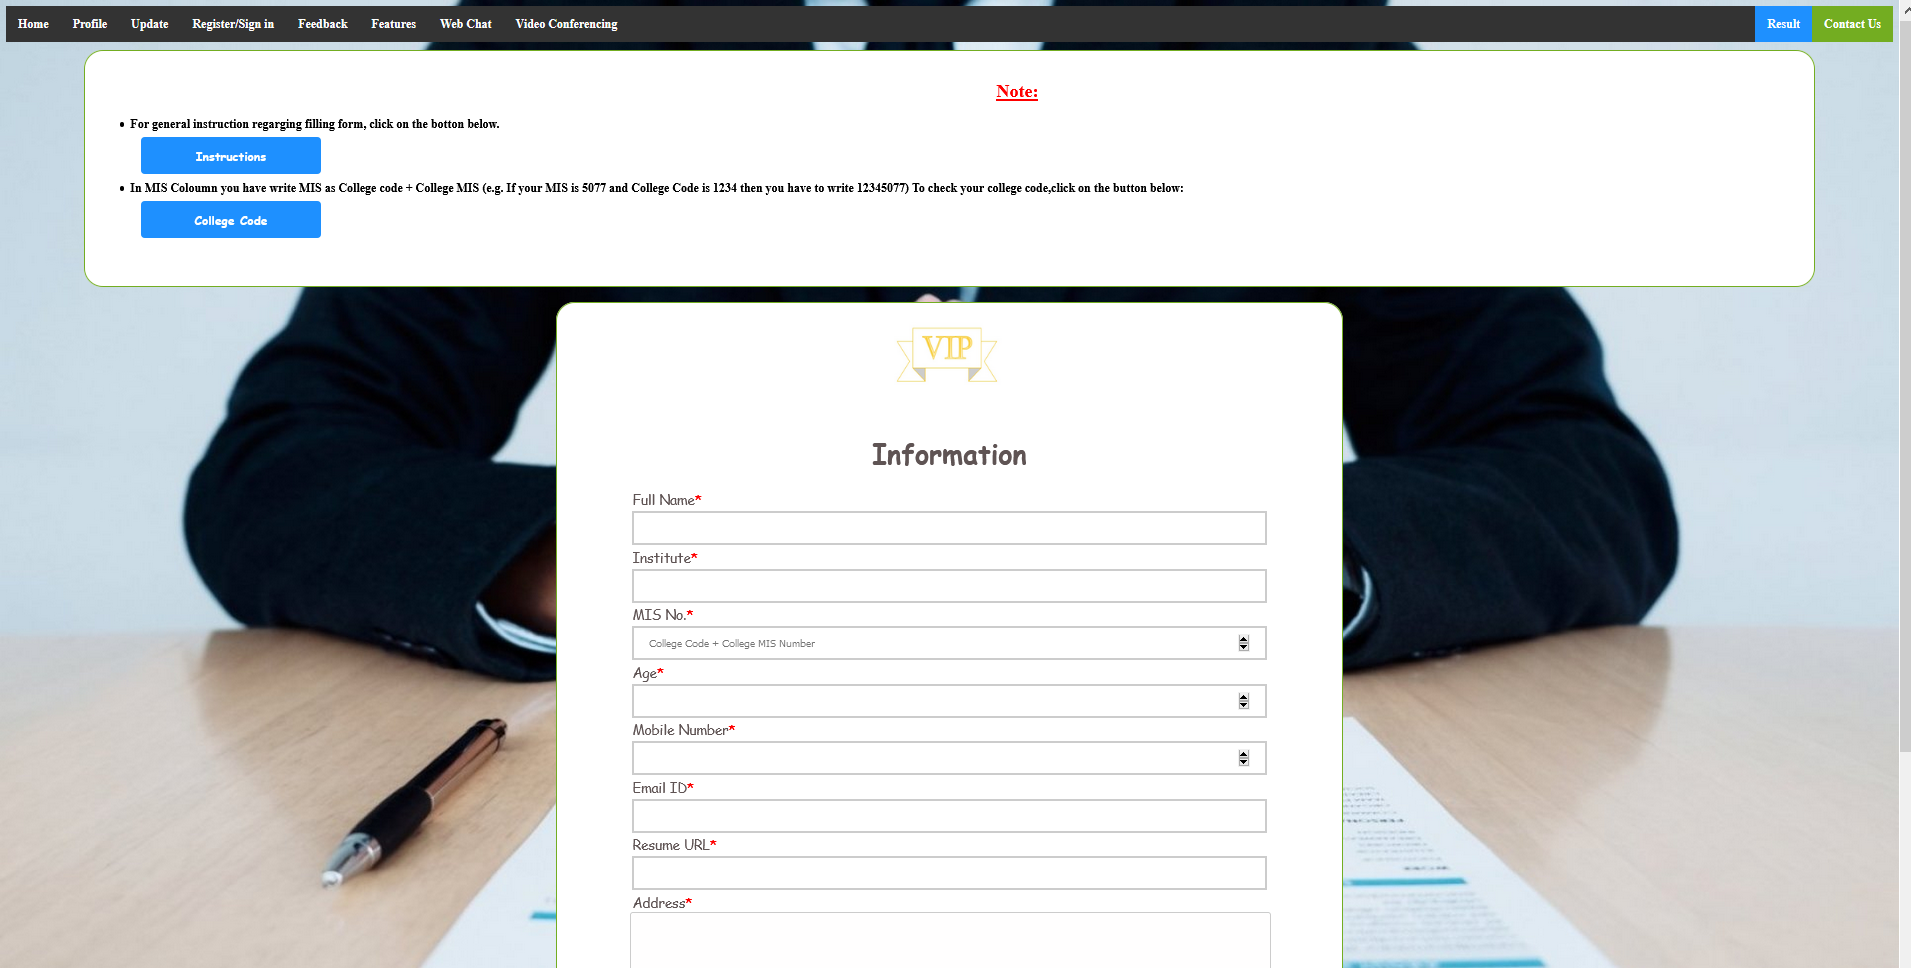 Home Profile Update Register/Sign in Feedback Features Web Chat Video Conferencing Result Contact Us
Note:
• For general instruction regarging filling form, click on the botton below.
Instructions
• In MIS Coloumn you have write MIS as College code + College MIS (e.g. If your MIS is 5077 and College Code is 1234 then you have to write 12345077) To check your college code,click on the button below:
College Code
VIP
Information
Full Name*
Institute*
MIS No.*
College Code + College MIS Number
Age*
Mobile Number*
Email ID*
Resume URL*
Address*